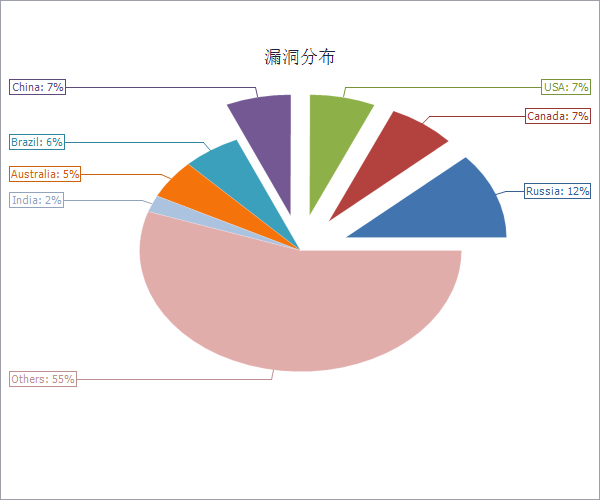 漏洞分布
China: 7%
USA: 7%
Canada: 7%
Brazil: 6%
Australia: 5%
Russia: 12%
India: 2%
Others: 55%